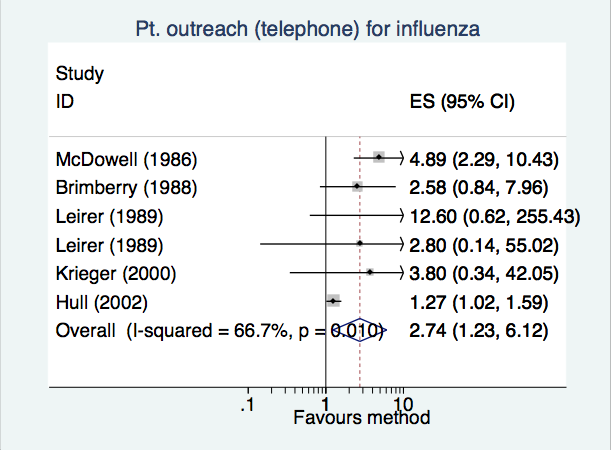 Pt. outreach (telephone) for influenza
Study
ID ES (95% CI)
McDowell (1986) 4.89 (2.29, 10.43)
Brimberry (1988) 2.58 (0.84, 7.96)
Leirer (1989) 12.60 (0.62, 255.43)
Leirer (1989) 2.80 (0.14, 55.02)
Krieger (2000) 3.80 (0.34, 42.05)
Hull (2002) 1.27 (1.02, 1.59)
Overall (I-squared = 66.7%, p = 0.010) 2.74 (1.23, 6.12)
.1 1 10
Favours method